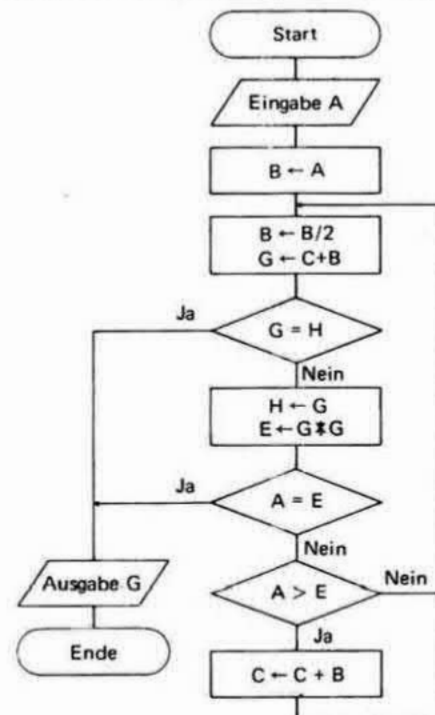 Start
Eingabe A
B ← A
B ← B/2
G ← C+B
Ja
G = H
Nein
H ← G
E ← G*G
Ja
A = E
Nein
Ausgabe G
A > E
Nein
Ende
Ja
C ← C + B